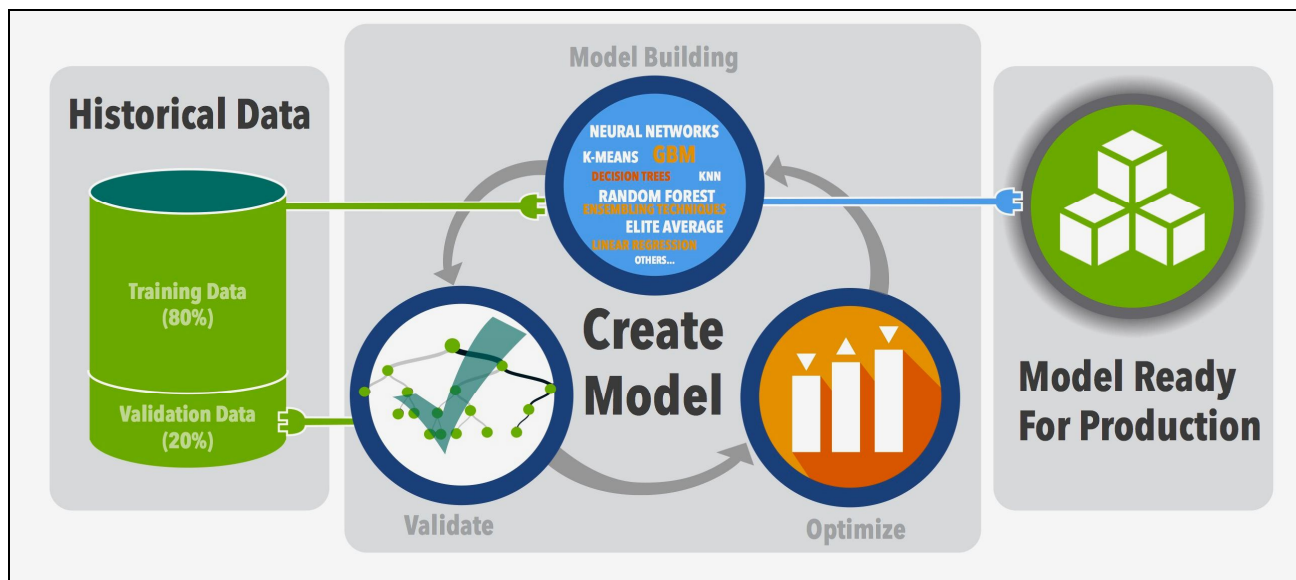 Historical Data
Training Data
(80%)
Validation Data
(20%)
Model Building
NEURAL NETWORKS
K-MEANS GBM
DECISION TREES KNN
RANDOM FOREST
ENSEMBLING TECHNIQUES
ELITE AVERAGE
LINEAR REGRESSION
OTHERS...
Create
Model
Validate
Optimize
Model Ready
For Production